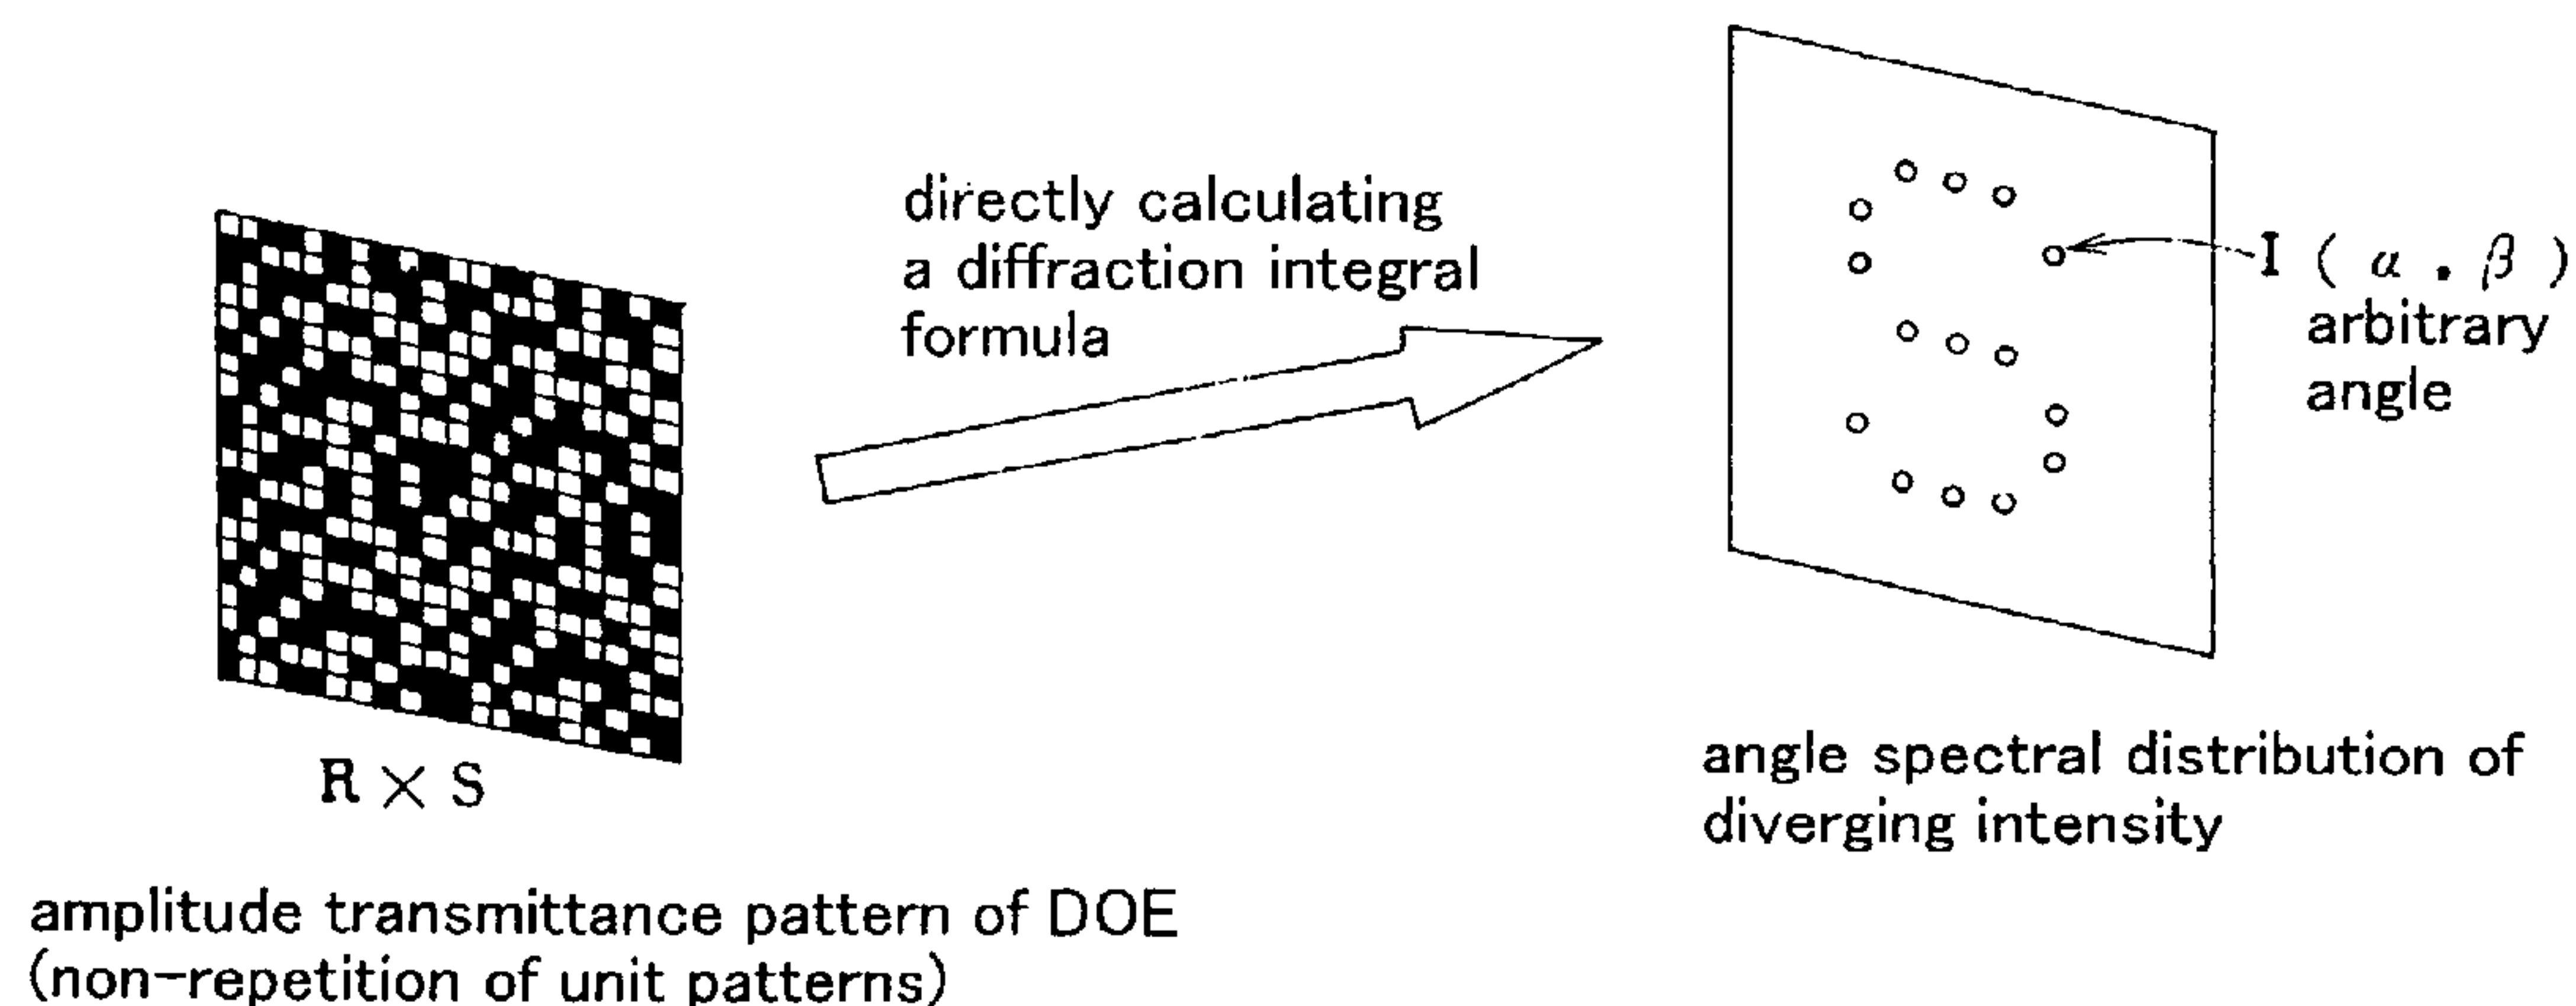 directly calculating
a diffraction integral
formula
I ( α . β )
arbitrary
angle
R × S
angle spectral distribution of
diverging intensity
amplitude transmittance pattern of DOE
(non-repetition of unit patterns)